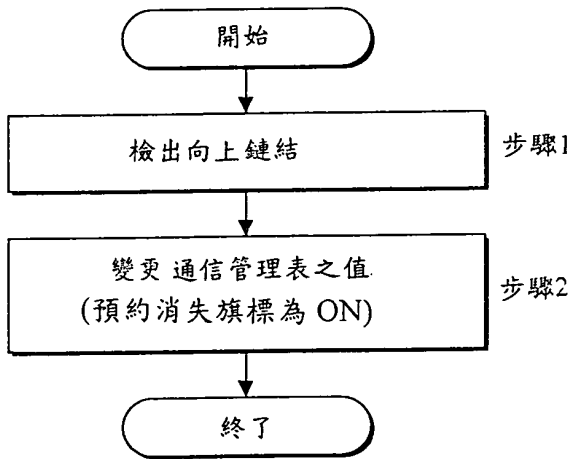 開始
檢出向上鏈結
步驟1
變更通信管理表之值
(預約消失旗標為 ON)
步驟2
終了